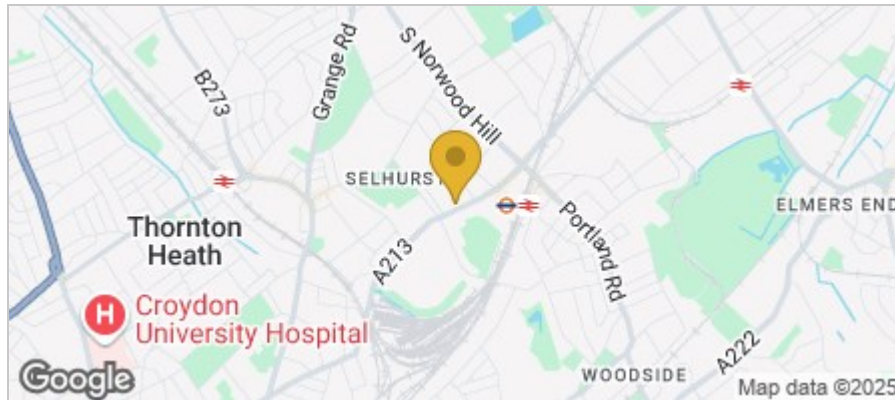 S Norwood Hill
Grange Rd
B273
SELHURST
ELMERS END
Thornton
Heath
A213
Portland Rd
H
Croydon
University Hospital
A222
WOODSIDE
Google
Map data ©2025